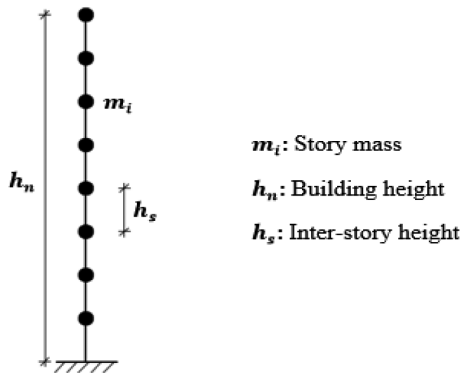 m_i
m_i: Story mass
h_n
h_n: Building height
h_s
h_s: Inter-story height